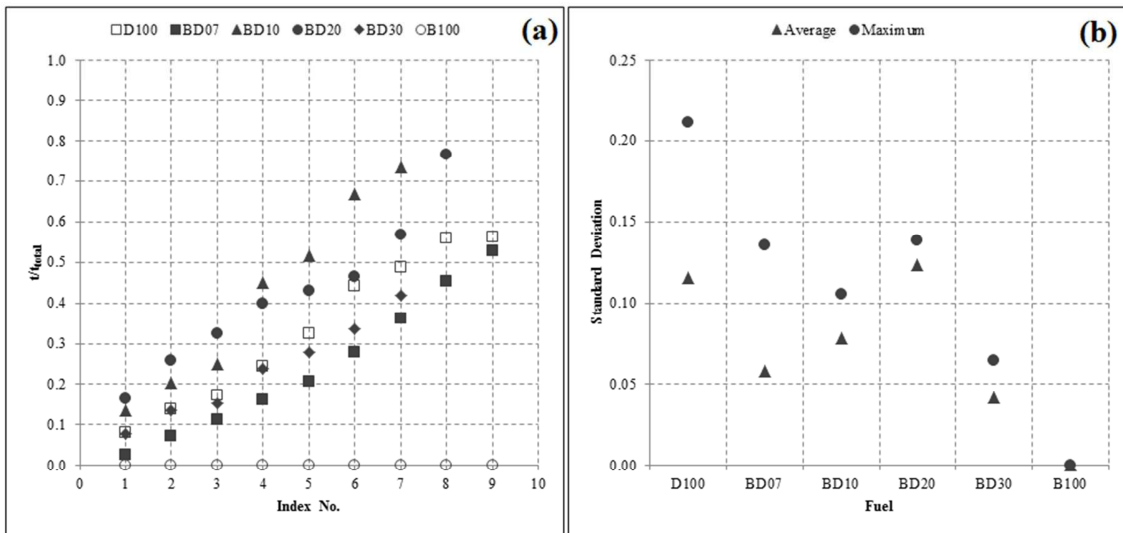 D100 BD07 BD10 BD20 BD30 B100
(a)
1.0
0.9
0.8
0.7
0.6
0.5
0.4
0.3
0.2
0.1
0.0
t/t_total
0 1 2 3 4 5 6 7 8 9 10
Index No.
Average Maximum
(b)
0.25
0.20
0.15
0.10
0.05
0.00
Standard Deviation
D100 BD07 BD10 BD20 BD30 B100
Fuel